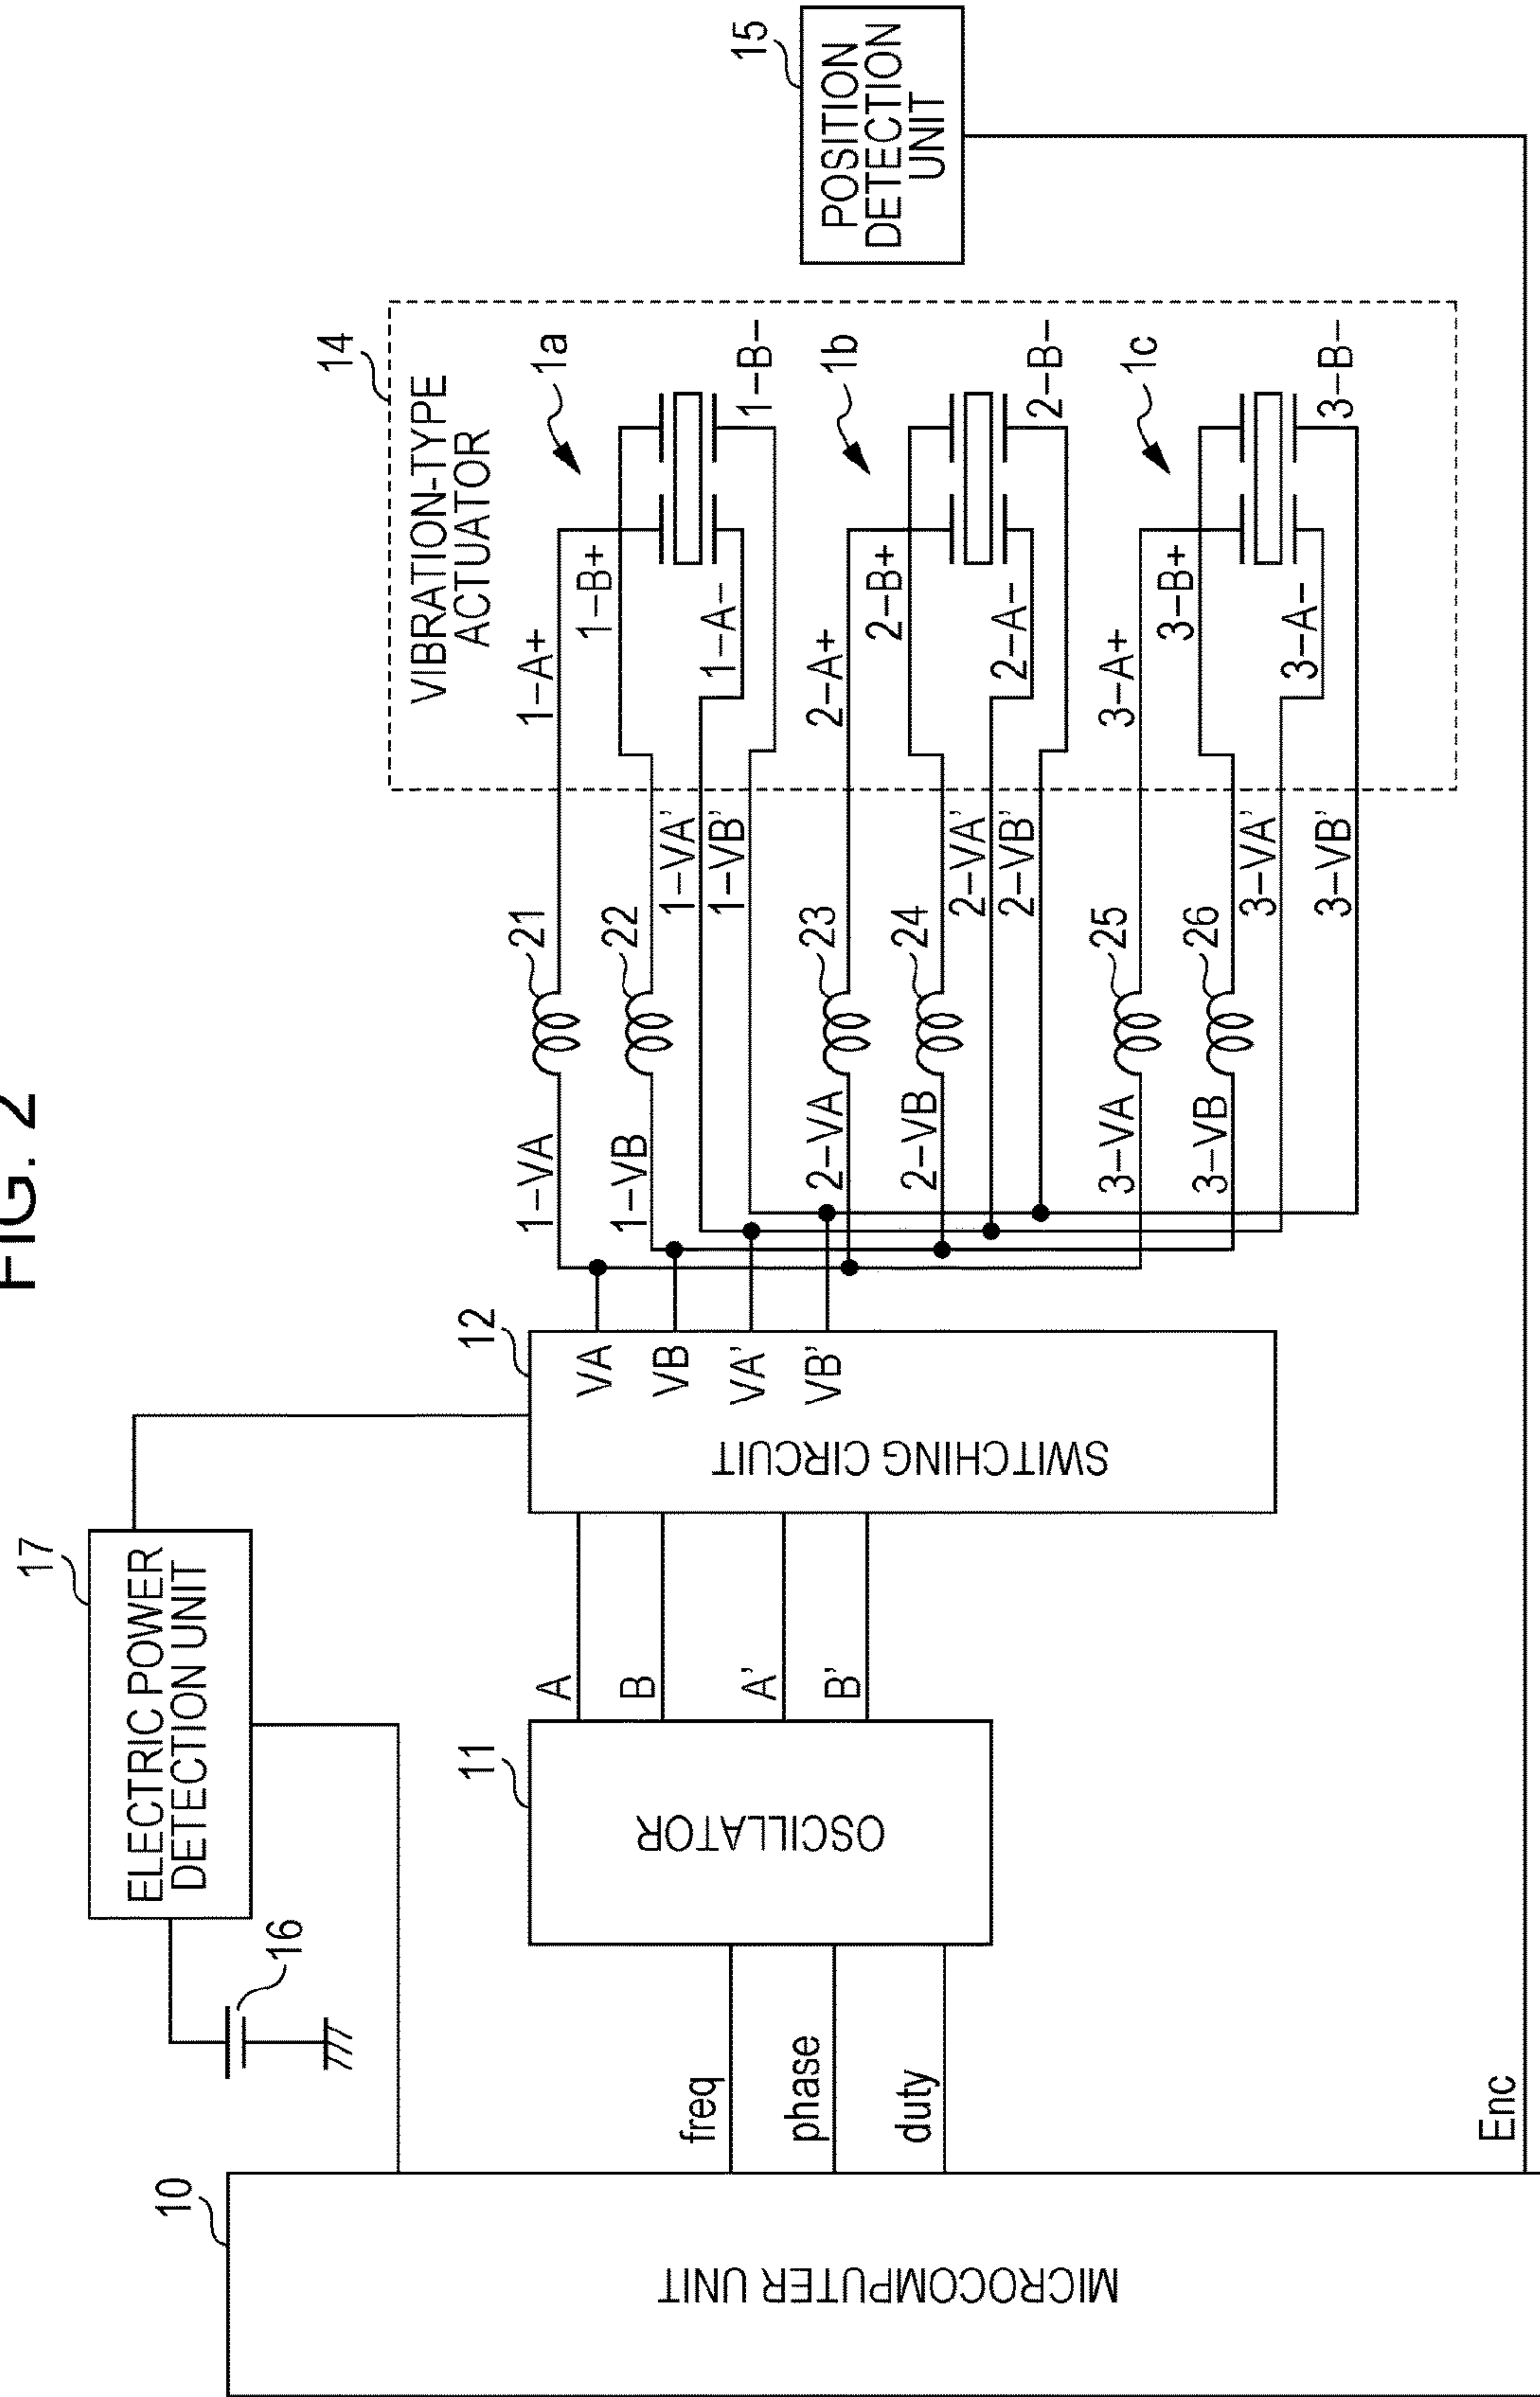 FIG. 2
10
MICROCOMPUTER UNIT
16
17
ELECTRIC POWER
DETECTION UNIT
freq
phase
duty
Enc
11
OSCILLATOR
A
B
A'
B'
12
SWITCHING CIRCUIT
VA
VB
VA'
VB'
1–VA
1–VB
2–VA
2–VB
3–VA
3–VB
21
22
1–VA'
1–VB'
23
24
2–VA'
2–VB'
25
26
3–VA'
3–VB'
14
VIBRATION-TYPE
ACTUATOR
1–A+
1–B+
1–A–
1a
1–B–
2–A+
2–B+
2–A–
1b
2–B–
3–A+
3–B+
3–A–
1c
3–B–
15
POSITION
DETECTION
UNIT